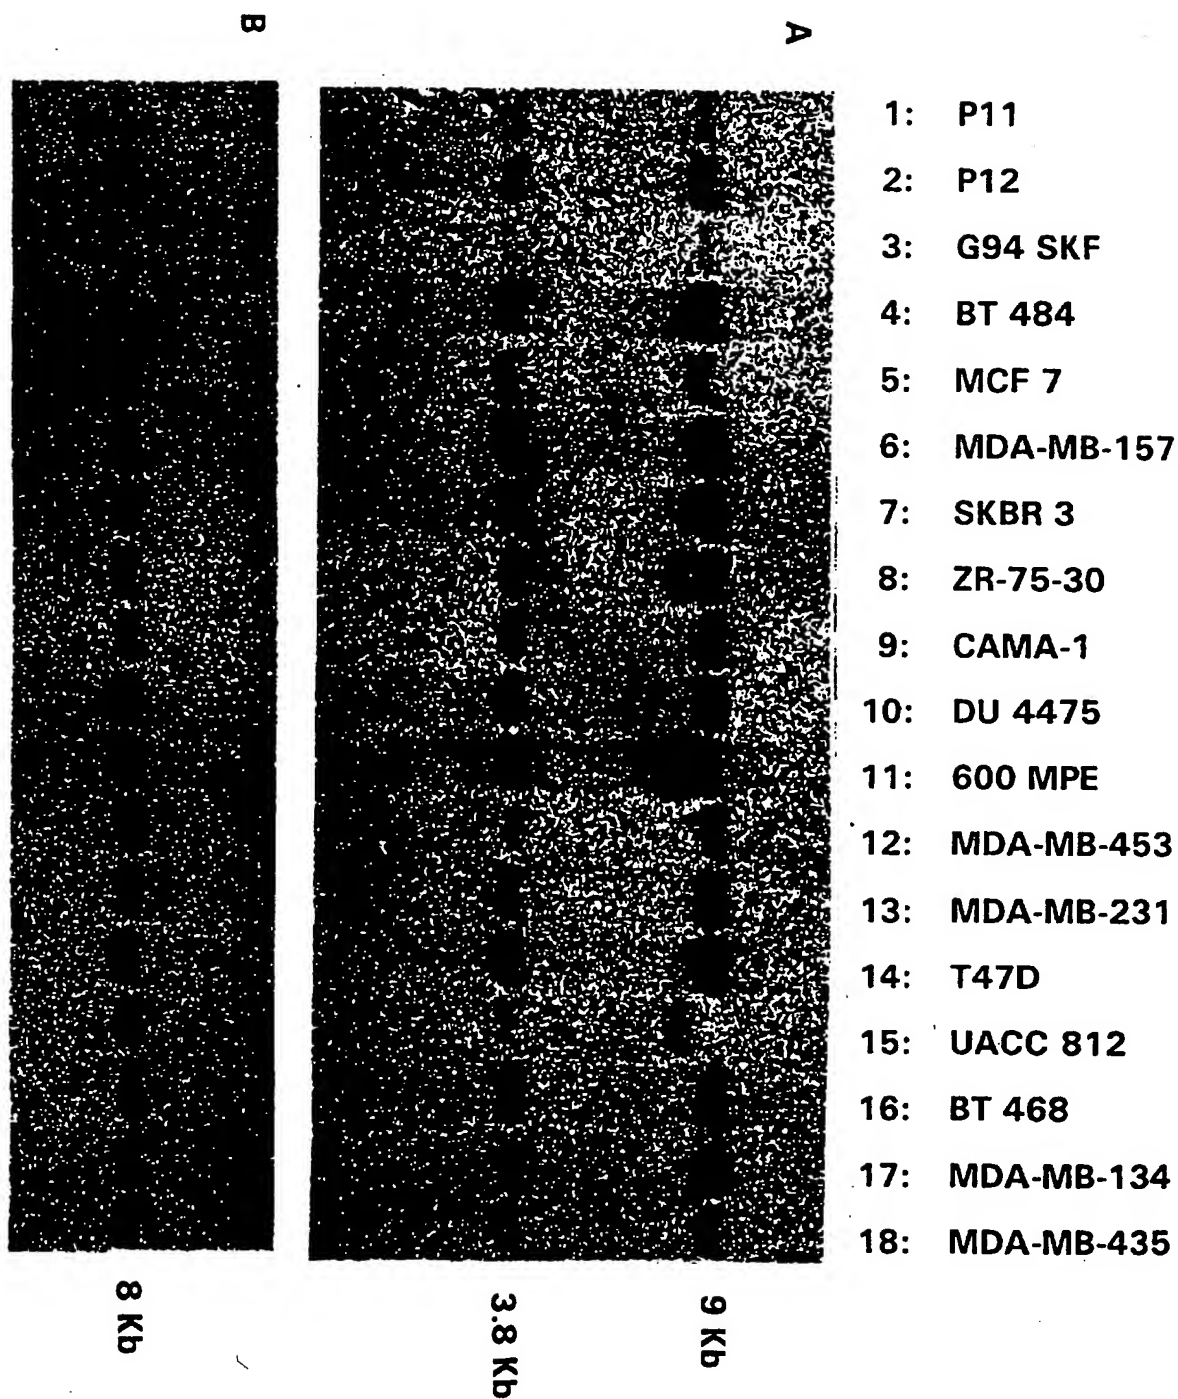 B
A
1: P11
2: P12
3: G94 SKF
4: BT 484
5: MCF 7
6: MDA-MB-157
7: SKBR 3
8: ZR-75-30
9: CAMA-1
10: DU 4475
11: 600 MPE
12: MDA-MB-453
13: MDA-MB-231
14: T47D
15: UACC 812
16: BT 468
17: MDA-MB-134
18: MDA-MB-435
8 Kb
3.8 Kb
9 Kb